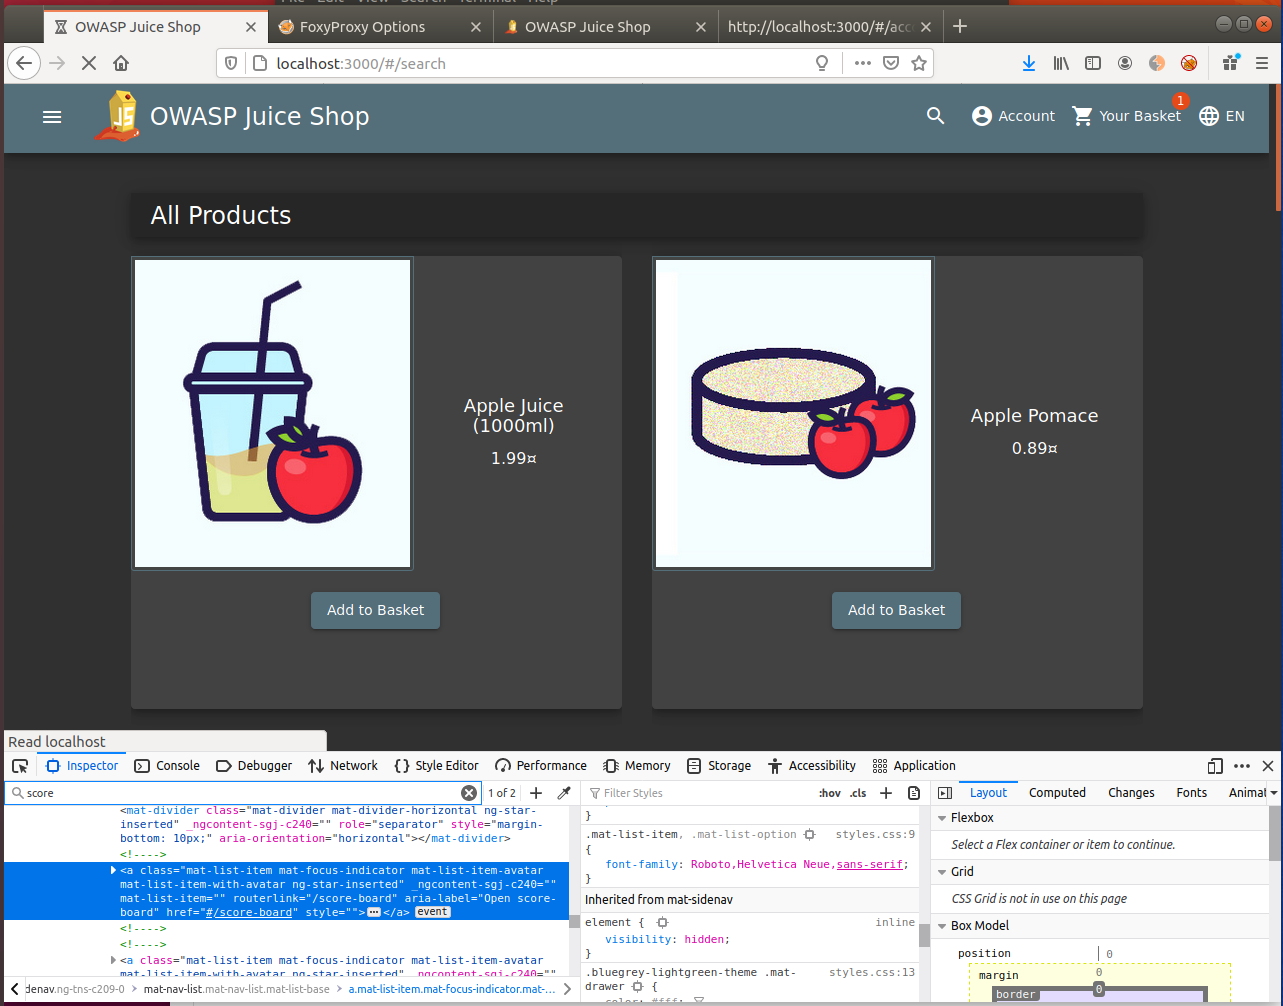 OWASP Juice Shop
FoxyProxy Options
OWASP Juice Shop
http://localhost:3000/#/acc
localhost:3000/#/search
JS
OWASP Juice Shop
Account
Your Basket
1
EN
All Products
Apple Juice
(1000ml)
1.99¤
Add to Basket
Apple Pomace
0.89¤
Add to Basket
Read localhost
Inspector
Console
Debugger
Network
Style Editor
Performance
Memory
Storage
Accessibility
Application
score
1 of 2
<mat-divider class="mat-divider mat-divider-horizontal ng-star-
inserted" _ngcontent-sgj-c240="" role="separator" style="margin-
bottom: 10px;" aria-orientation="horizontal"></mat-divider>
<!---->
<a class="mat-list-item mat-focus-indicator mat-list-item-avatar
mat-list-item-with-avatar ng-star-inserted" _ngcontent-sgj-c240=""
mat-list-item="" routerlink="/score-board" aria-label="Open score-
board" href="#/score-board" style="">⋯</a> event
<!---->
<!---->
<a class="mat-list-item mat-focus-indicator mat-list-item-avatar
mat-list-item-with-avatar ng-star-inserted" _ngcontent-sgj-c240=""
denav.ng-tns-c209-0 > mat-nav-list.mat-nav-list.mat-list-base > a.mat-list-item.mat-focus-indicator.mat-...
Filter Styles
:hov .cls
}
.mat-list-item, .mat-list-option styles.css:9
{
font-family: Roboto,Helvetica Neue,sans-serif;
}
Inherited from mat-sidenav
element { inline
visibility: hidden;
}
.bluegrey-lightgreen-theme .mat- styles.css:13
drawer {
color: #fff;
Layout
Computed
Changes
Fonts
Animat
Flexbox
Select a Flex container or item to continue.
Grid
CSS Grid is not in use on this page
Box Model
position 0
margin 0
border 0